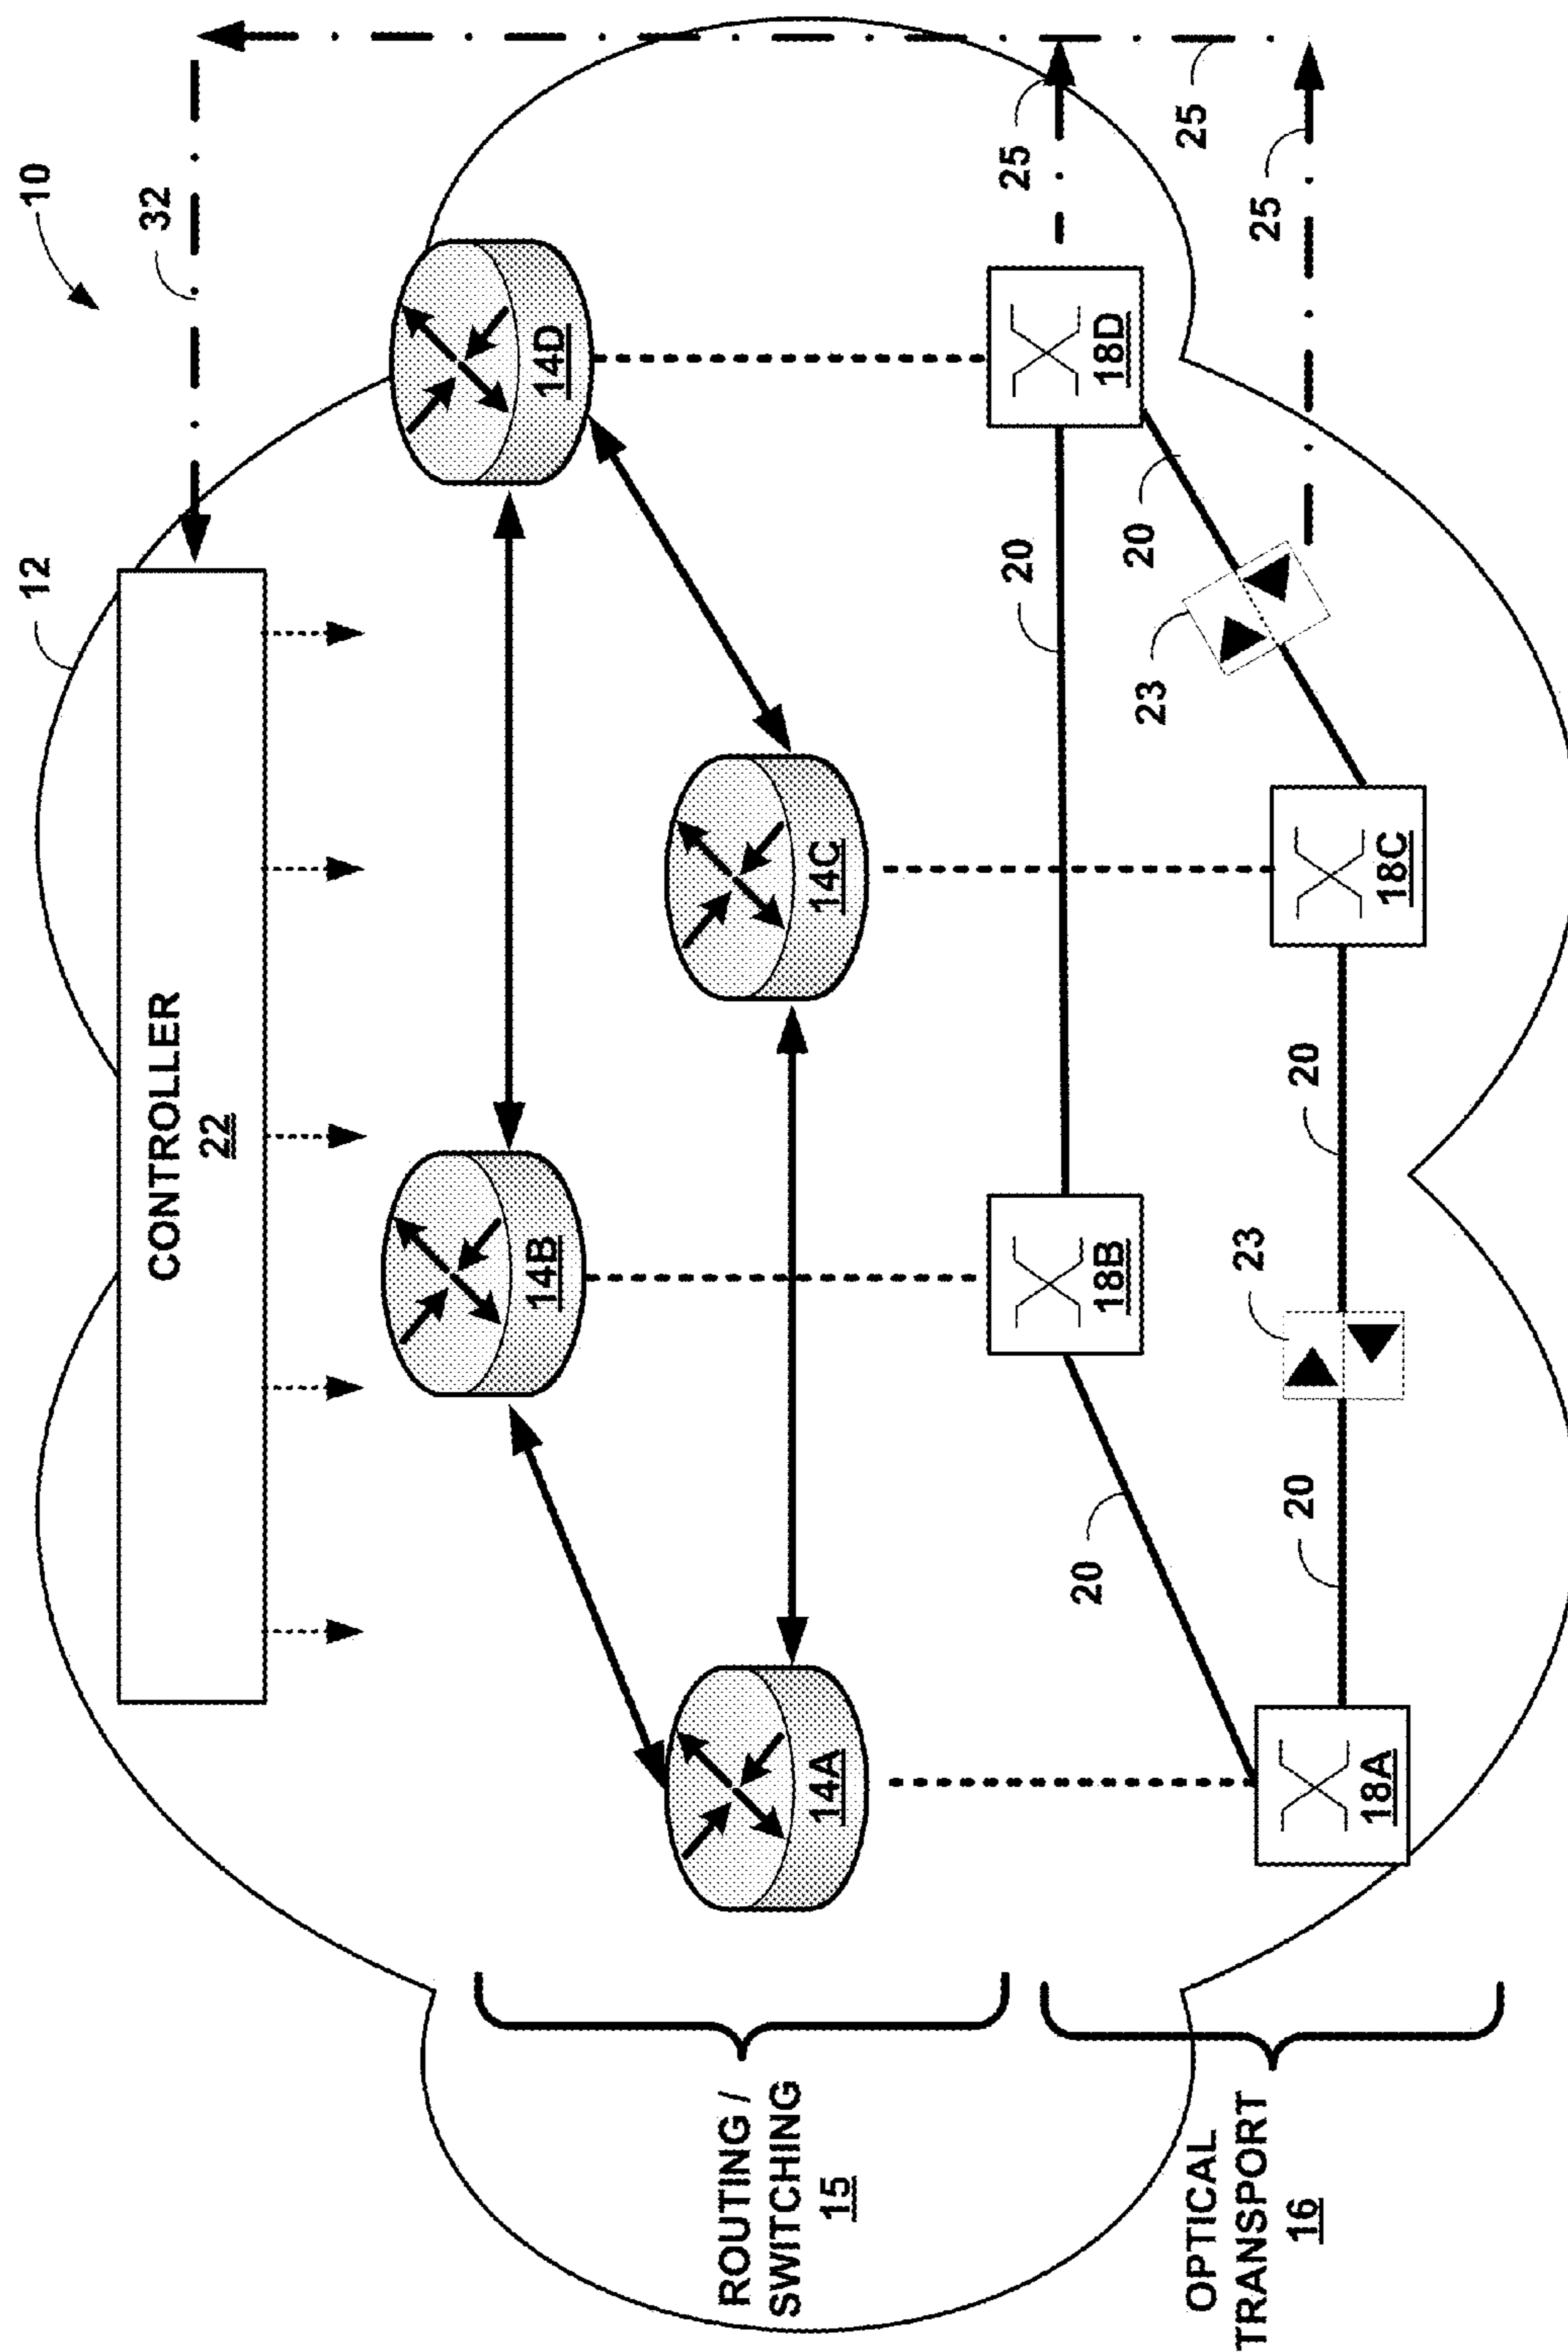 10
12
32
CONTROLLER
22
14B
14D
14A
14C
ROUTING /
SWITCHING
15
18B
20
18D
25
20
20
25
23
18A
20
23
20
18C
25
OPTICAL
TRANSPORT
16